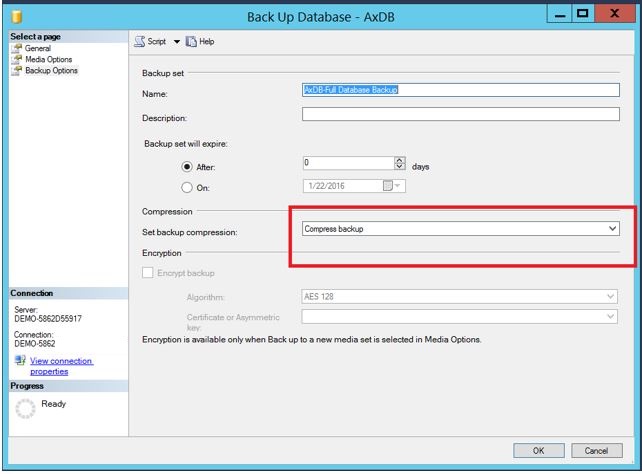 Back Up Database - AxDB
Select a page
General
Media Options
Backup Options
Script
Help
Backup set
Name:
AxDB-Full Database Backup
Description:
Backup set will expire:
After:
0
days
On:
1/22/2016
Compression
Set backup compression:
Compress backup
Encryption
Encrypt backup
Algorithm:
AES 128
Certificate or Asymmetric
key:
Encryption is available only when Back up to a new media set is selected in Media Options.
Connection
Server:
DEMO-5862D55917
Connection:
DEMO-5862
View connection
properties
Progress
Ready
OK
Cancel